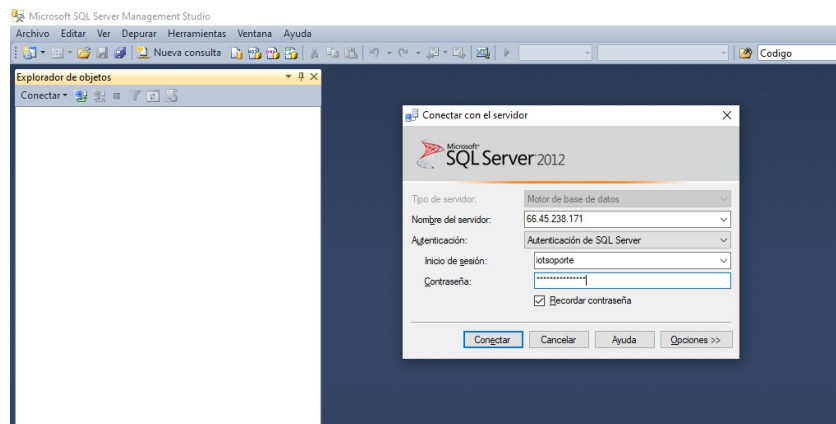 Microsoft SQL Server Management Studio
Archivo Editar Ver Depurar Herramientas Ventana Ayuda
Nueva consulta
Codigo
Explorador de objetos
Conectar
Conectar con el servidor
Microsoft
SQL Server 2012
Tipo de servidor: Motor de base de datos
Nombre del servidor: 66.45.238.171
Autenticación: Autenticación de SQL Server
Inicio de sesión: iotsoporte
Contraseña: ***************
Recordar contraseña
Conectar Cancelar Ayuda Opciones >>